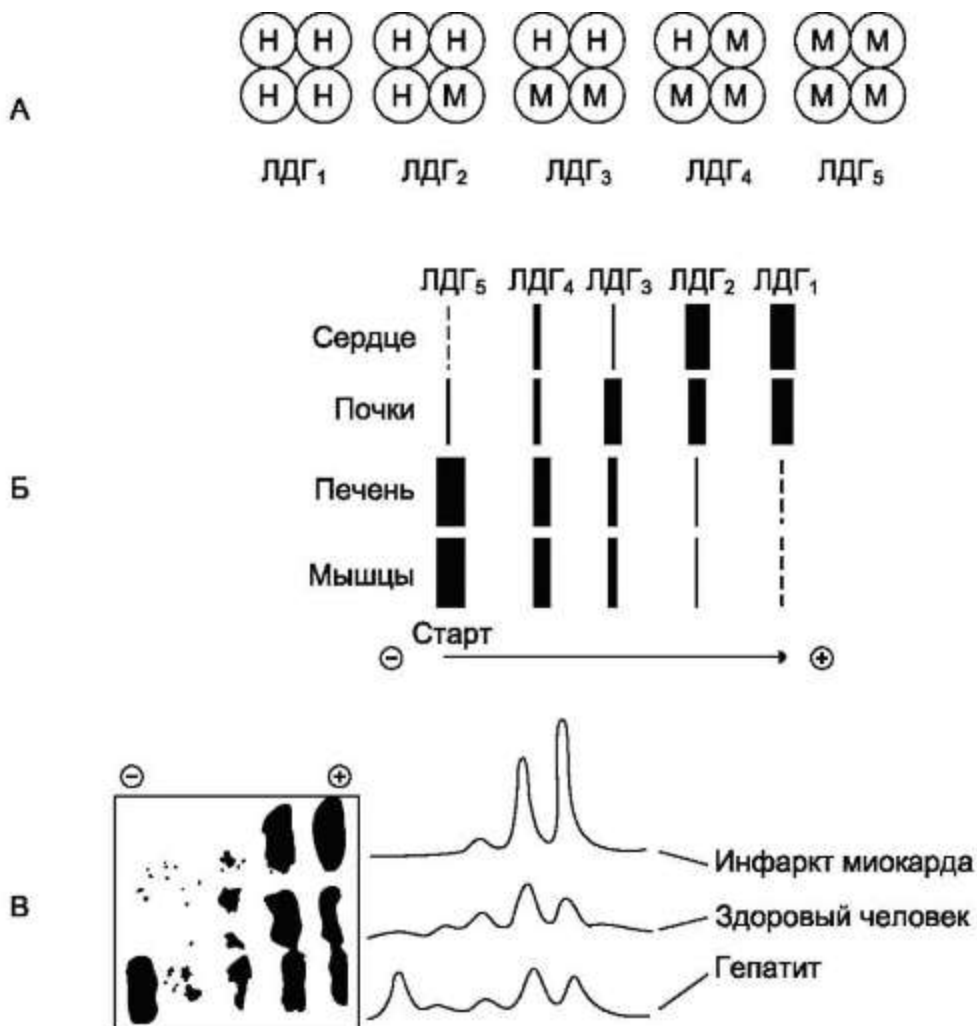 Н Н Н Н Н Н Н М М М
А
Н Н Н М М М М М М М
ЛДГ₁ ЛДГ₂ ЛДГ₃ ЛДГ₄ ЛДГ₅
ЛДГ₅ ЛДГ₄ ЛДГ₃ ЛДГ₂ ЛДГ₁
Сердце
Почки
Б
Печень
Мышцы
Старт
⊖ ⊕
⊖ ⊕
Инфаркт миокарда
В
Здоровый человек
Гепатит